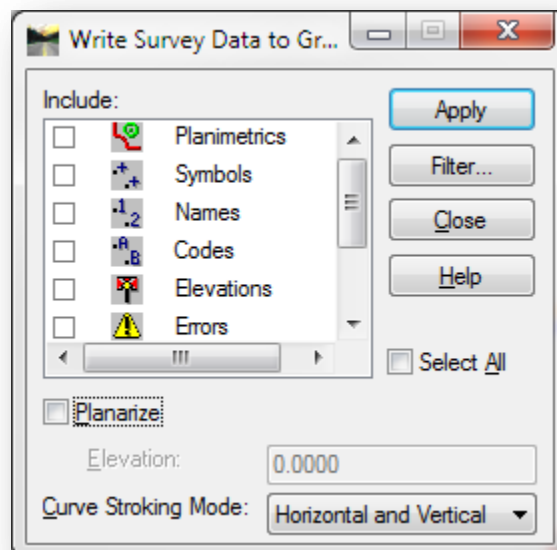 Write Survey Data to Gr...
Include:
Planimetrics
Symbols
Names
Codes
Elevations
Errors
Apply
Filter...
Close
Help
Select All
Planarize
Elevation: 0.0000
Curve Stroking Mode: Horizontal and Vertical